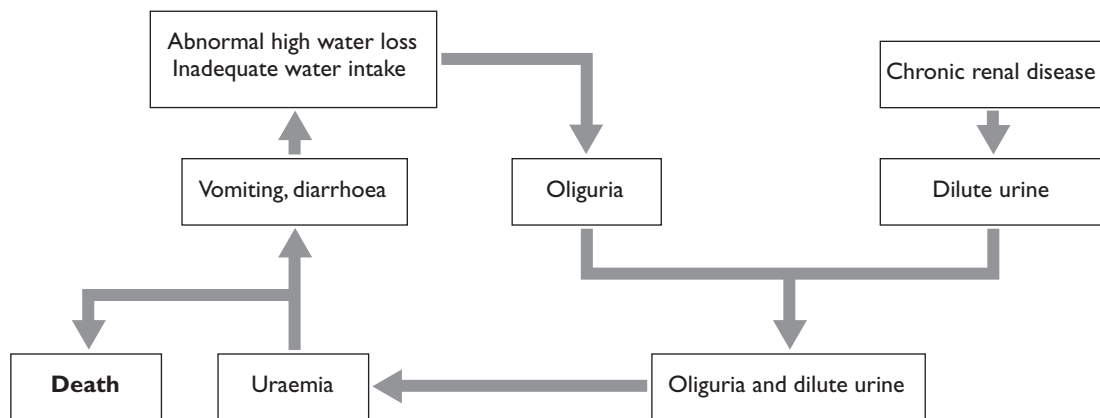 Abnormal high water loss
Inadequate water intake
Chronic renal disease
Vomiting, diarrhoea
Oliguria
Dilute urine
Death
Uraemia
Oliguria and dilute urine